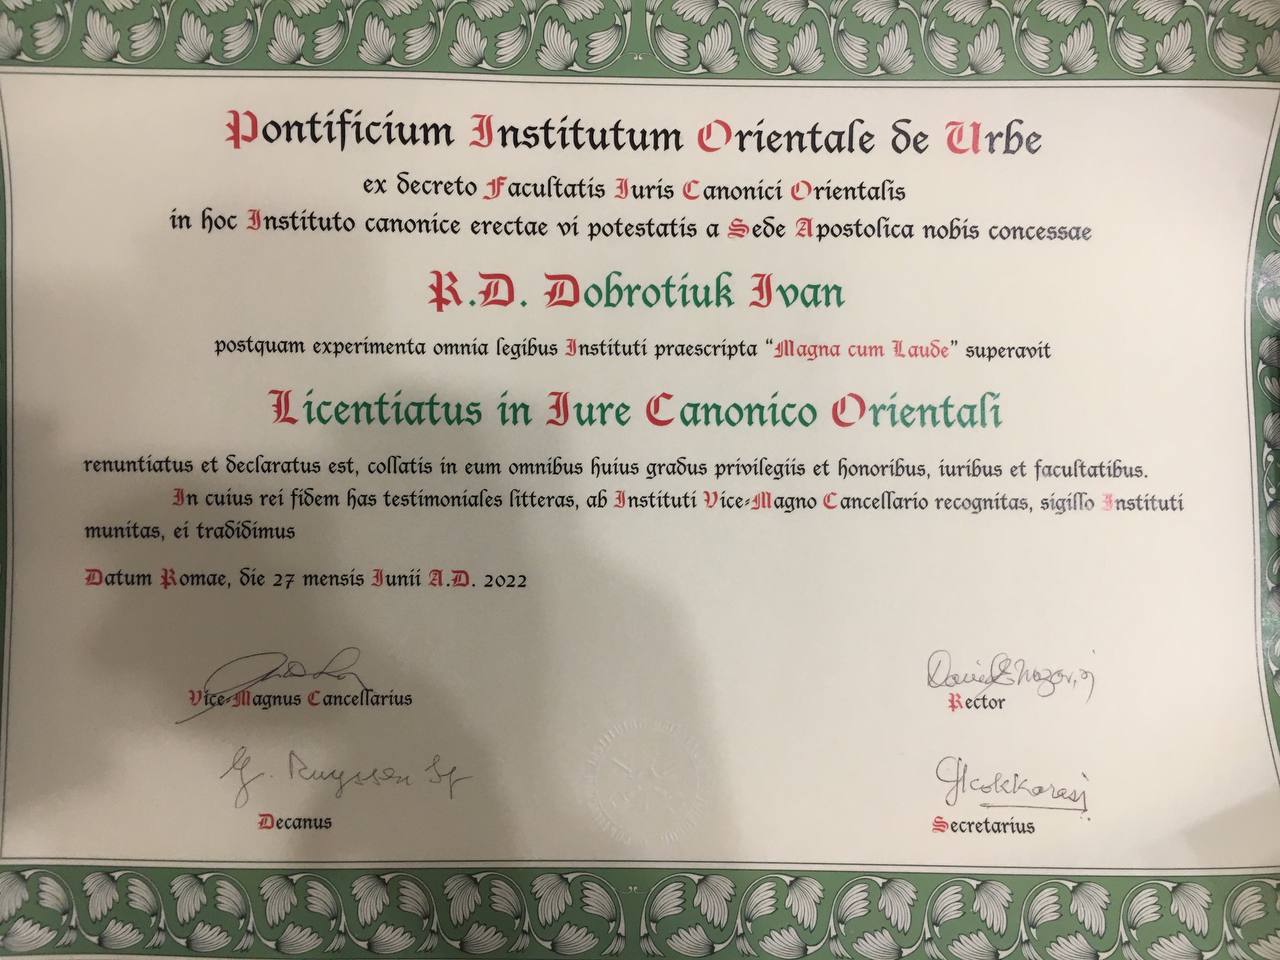 Pontificium Institutum Orientale de Urbe
ex decreto Facultatis Iuris Canonici Orientalis
in hoc Instituto canonice erectae vi potestatis a Sede Apostolica nobis concessae
R.D. Dobrotiuk Ivan
postquam experimenta omnia legibus Instituti praescripta “Magna cum Laude” superavit
Licentiatus in Iure Canonico Orientali
renuntiatus et declaratus est, collatis in eum omnibus huius gradus privilegiis et honoribus, iuribus et facultatibus.
In cuius rei fidem has testimoniales litteras, ab Instituti Vice-Magno Cancellario recognitas, sigillo Instituti
munitas, ei tradidimus
Datum Romae, die 27 mensis Iunii A.D. 2022
Vice-Magnus Cancellarius
Rector
G. Ruyssen SJ
Decanus
Secretarius